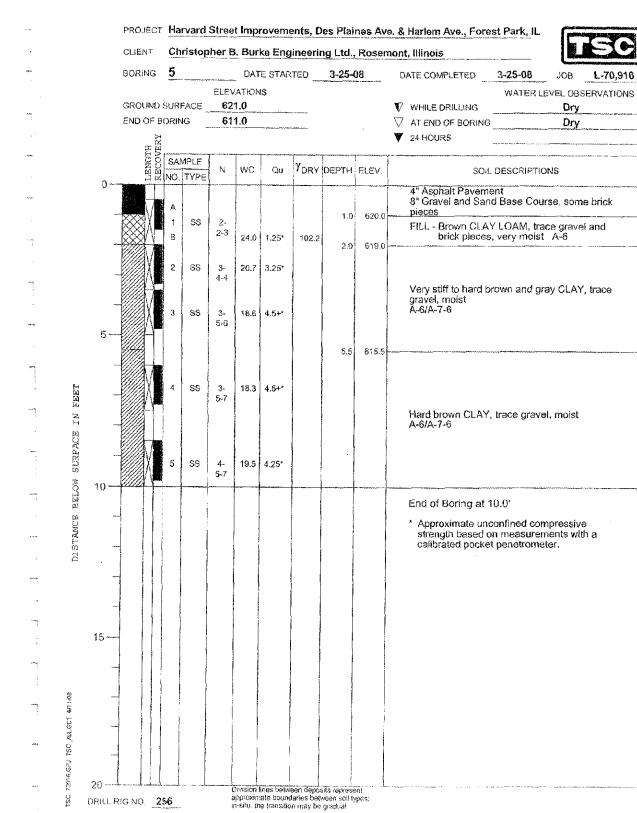 PROJECT Harvard Street Improvements, Des Plaines Ave. & Harlem Ave., Forest Park, IL
TSC
CLIENT Christopher B. Burke Engineering Ltd., Rosemont, Illinois
BORING 5 DATE STARTED 3-25-08 DATE COMPLETED 3-25-08 JOB L-70,916
ELEVATIONS
WATER LEVEL OBSERVATIONS
GROUND SURFACE 621.0
WHILE DRILLING Dry
END OF BORING 611.0
AT END OF BORING Dry
24 HOURS
LENGTH
RECOVERY
SAMPLE
NO. TYPE N WC Qu γDRY DEPTH ELEV. SOIL DESCRIPTIONS
0
4" Asphalt Pavement
8" Gravel and Sand Base Course, some brick
pieces
A
1.0 620.0
1 SS 2-
2-3
FILL - Brown CLAY LOAM, trace gravel and
brick pieces, very moist A-6
B 24.0 1.25* 102.2
2.0 619.0
2 SS 3- 20.7 3.25*
4-4
Very stiff to hard brown and gray CLAY, trace
gravel, moist
A-6/A-7-6
3 SS 3- 18.6 4.5+*
5-6
5
5.5 615.5
4 SS 3- 18.3 4.5+*
5-7
Hard brown CLAY, trace gravel, moist
A-6/A-7-6
5 SS 4- 19.5 4.25*
5-7
10
End of Boring at 10.0'
* Approximate unconfined compressive
strength based on measurements with a
calibrated pocket penetrometer.
DISTANCE BELOW SURFACE IN FEET
15
20
DRILL RIG NO. 256
Division lines between deposits represent
approximate boundaries between soil types;
in-situ, the transition may be gradual